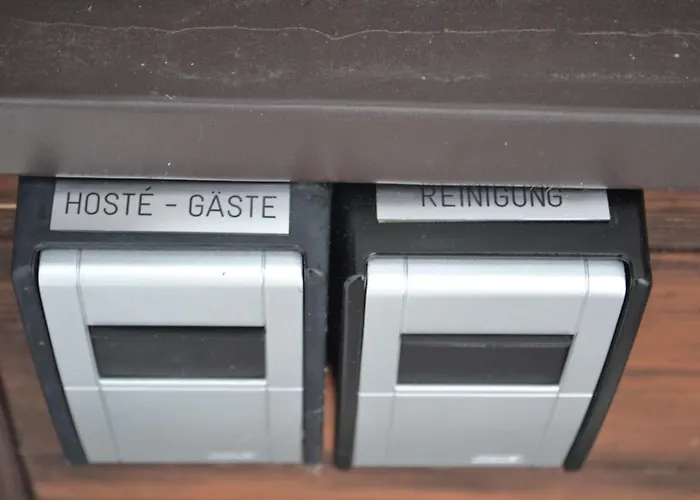 HOSTÉ - GÄSTE
REINIGUNG